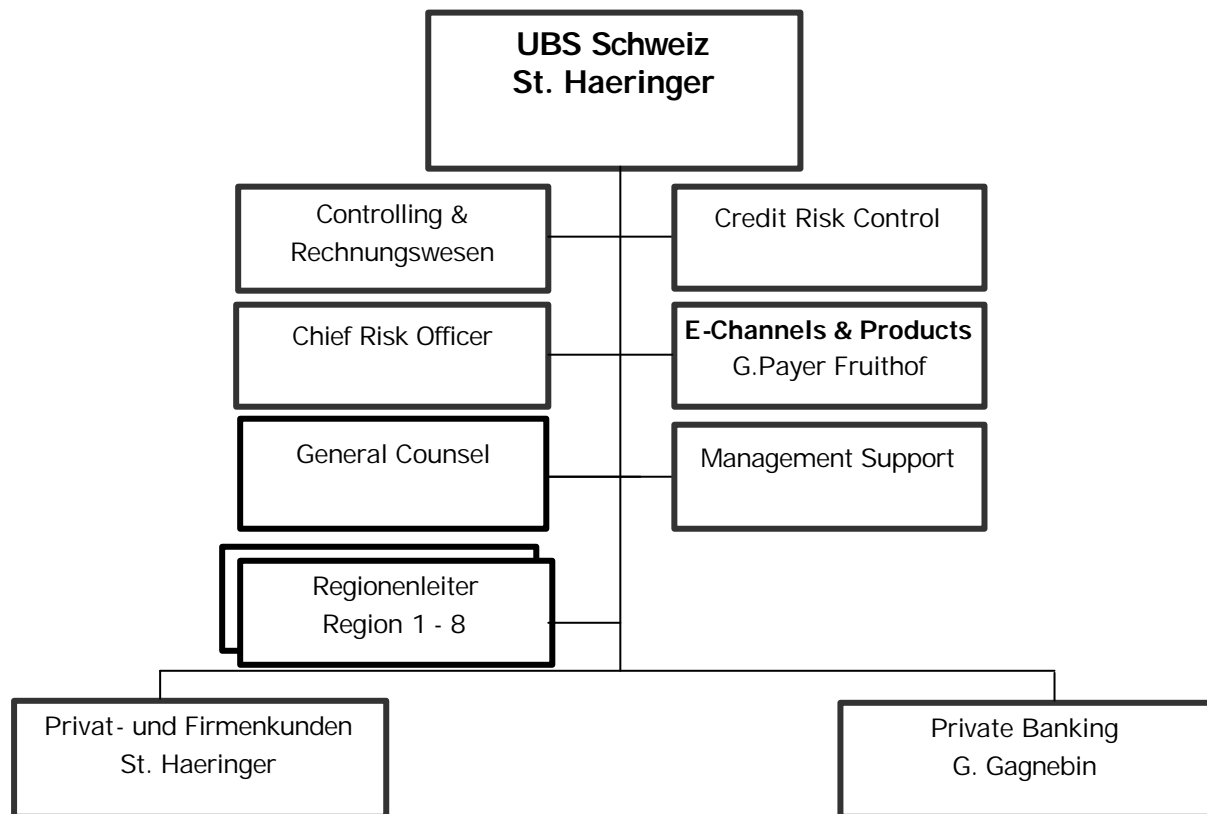 UBS Schweiz
St. Haeringer
Controlling &
Rechnungswesen
Credit Risk Control
Chief Risk Officer
E-Channels & Products
G.Payer Fruithof
General Counsel
Management Support
Regionenleiter
Region 1 - 8
Privat- und Firmenkunden
St. Haeringer
Private Banking
G. Gagnebin